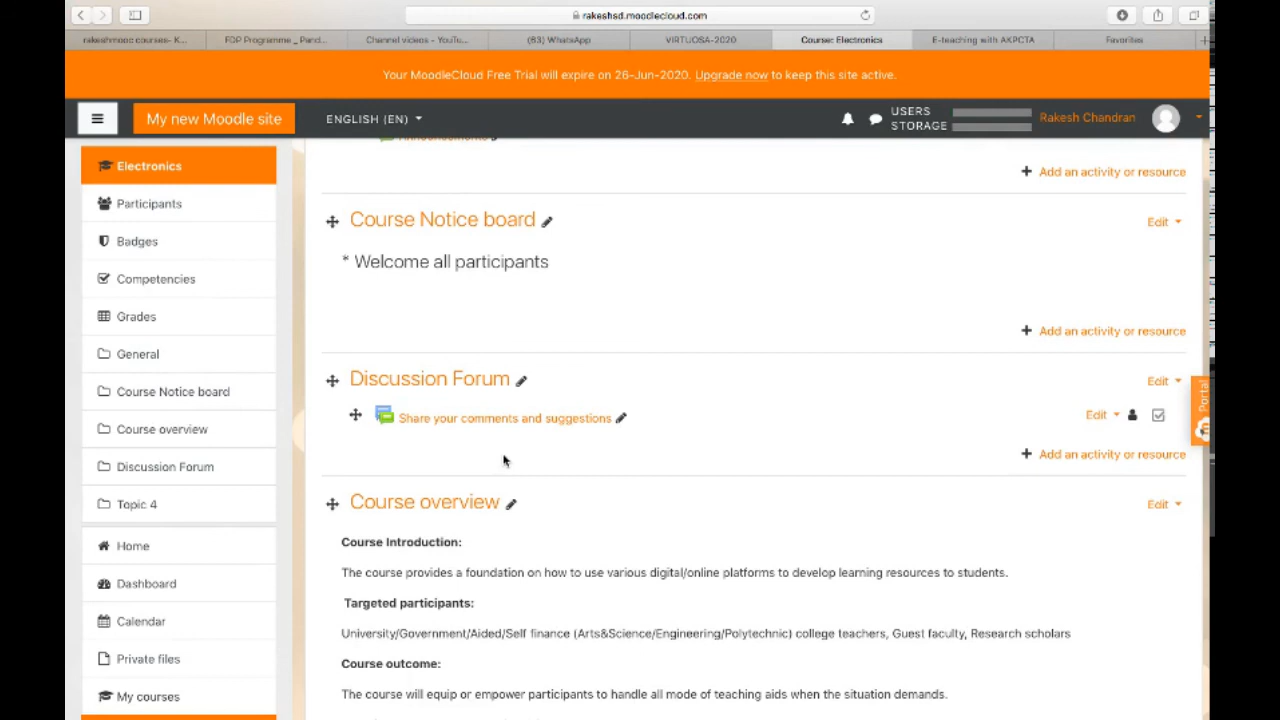 rakeshsd.moodlecloud.com
rakeshmooc courses- K...
FDP Programme _ Pand...
Channel videos - YouTu...
(63) WhatsApp
VIRTUOSA-2020
Course: Electronics
E-teaching with AKPCTA
Favorites
Your MoodleCloud Free Trial will expire on 26-Jun-2020. Upgrade now to keep this site active.
My new Moodle site
ENGLISH (EN)
USERS
STORAGE
Rakesh Chandran
Electronics
Participants
Badges
Competencies
Grades
General
Course Notice board
Course overview
Discussion Forum
Topic 4
Home
Dashboard
Calendar
Private files
My courses
Announcements
+ Add an activity or resource
Course Notice board
Edit
* Welcome all participants
+ Add an activity or resource
Discussion Forum
Edit
Share your comments and suggestions
Edit
+ Add an activity or resource
Course overview
Edit
Course Introduction:
The course provides a foundation on how to use various digital/online platforms to develop learning resources to students.
Targeted participants:
University/Government/Aided/Self finance (Arts&Science/Engineering/Polytechnic) college teachers, Guest faculty, Research scholars
Course outcome:
The course will equip or empower participants to handle all mode of teaching aids when the situation demands.
Portal